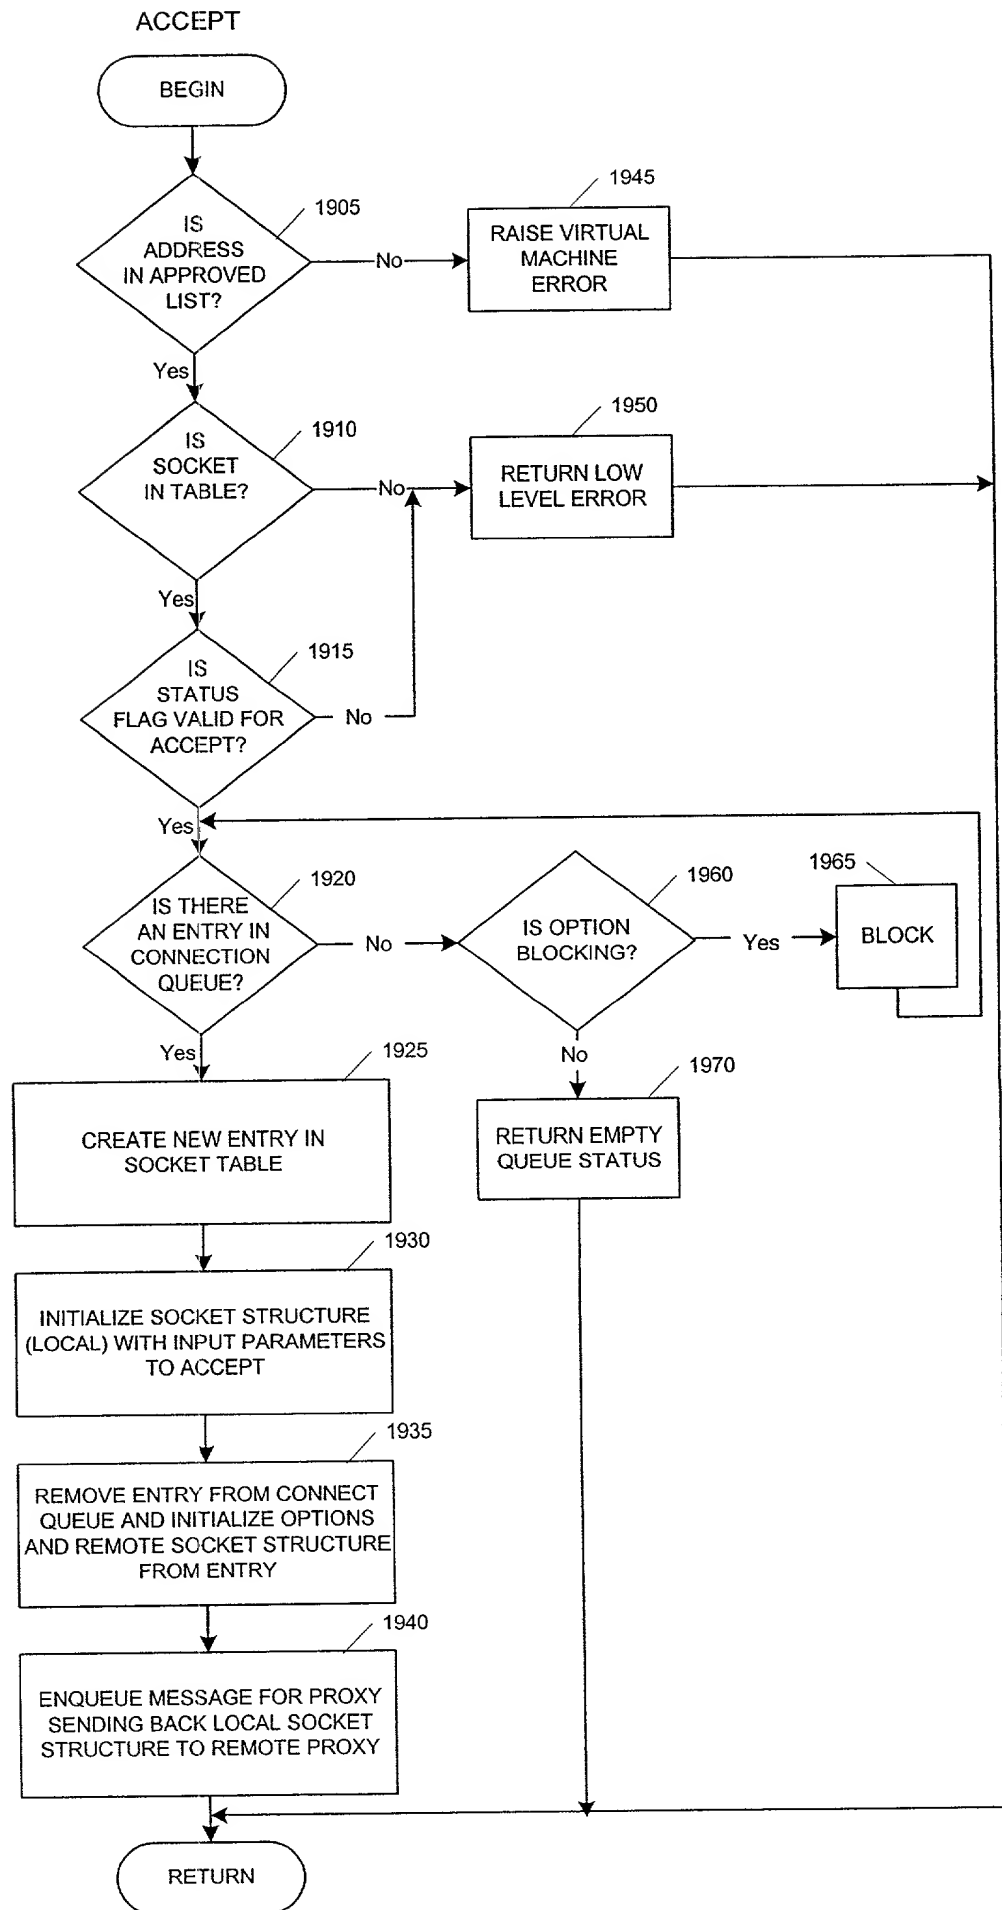 ACCEPT
BEGIN
1905
IS
ADDRESS
IN APPROVED
LIST?
No
1945
RAISE VIRTUAL
MACHINE
ERROR
Yes
1910
IS
SOCKET
IN TABLE?
No
1950
RETURN LOW
LEVEL ERROR
Yes
1915
IS
STATUS
FLAG VALID FOR
ACCEPT?
No
Yes
1920
IS THERE
AN ENTRY IN
CONNECTION
QUEUE?
No
1960
IS OPTION
BLOCKING?
Yes
1965
BLOCK
Yes
No
1925
CREATE NEW ENTRY IN
SOCKET TABLE
1970
RETURN EMPTY
QUEUE STATUS
1930
INITIALIZE SOCKET STRUCTURE
(LOCAL) WITH INPUT PARAMETERS
TO ACCEPT
1935
REMOVE ENTRY FROM CONNECT
QUEUE AND INITIALIZE OPTIONS
AND REMOTE SOCKET STRUCTURE
FROM ENTRY
1940
ENQUEUE MESSAGE FOR PROXY
SENDING BACK LOCAL SOCKET
STRUCTURE TO REMOTE PROXY
RETURN